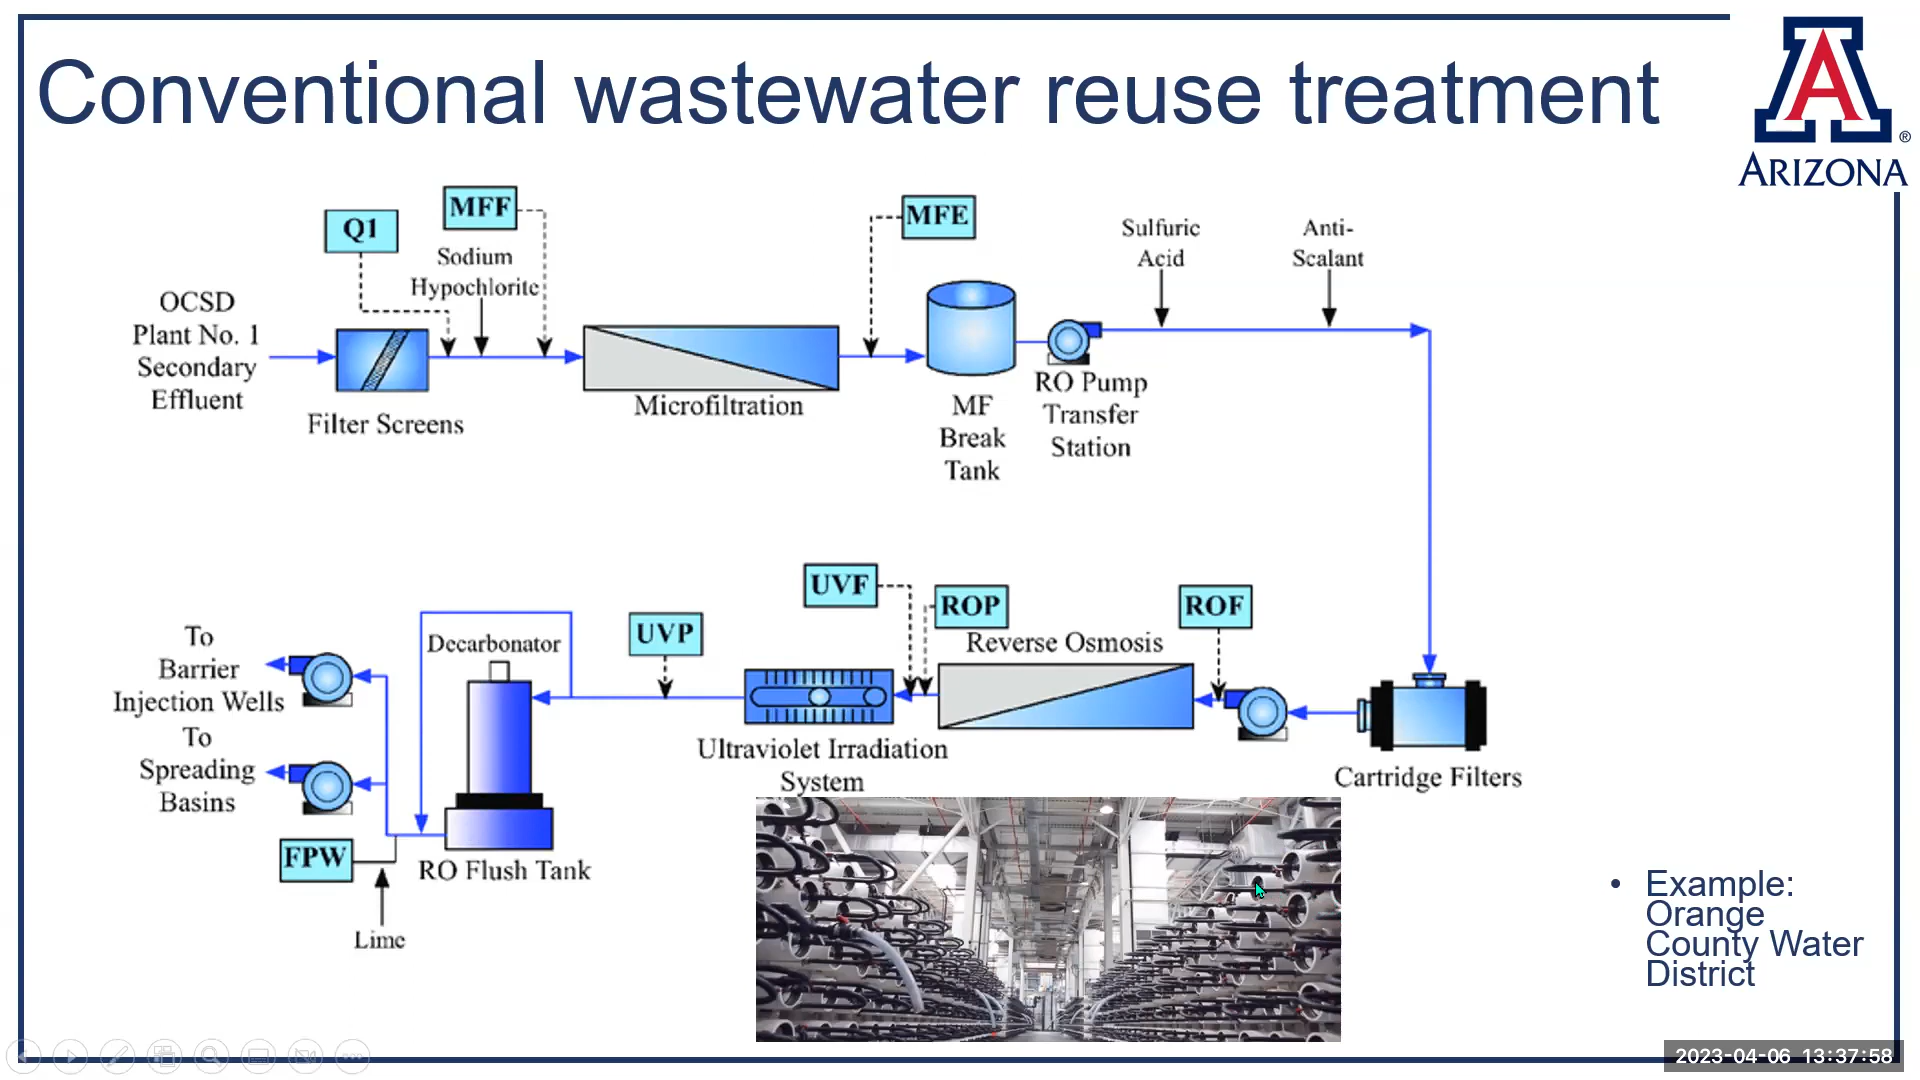 Conventional wastewater reuse treatment
A
®
ARIZONA
Q1
MFF
MFE
Sodium
Hypochlorite
Sulfuric
Acid
Anti-
Scalant
OCSD
Plant No. 1
Secondary
Effluent
Filter Screens
Microfiltration
MF
Break
Tank
RO Pump
Transfer
Station
UVF
ROP
ROF
UVP
Reverse Osmosis
Decarbonator
To
Barrier
Injection Wells
To
Spreading
Basins
Ultraviolet Irradiation
System
Cartridge Filters
FPW
RO Flush Tank
Lime
• Example:
Orange
County Water
District
2023-04-06 13:37:58